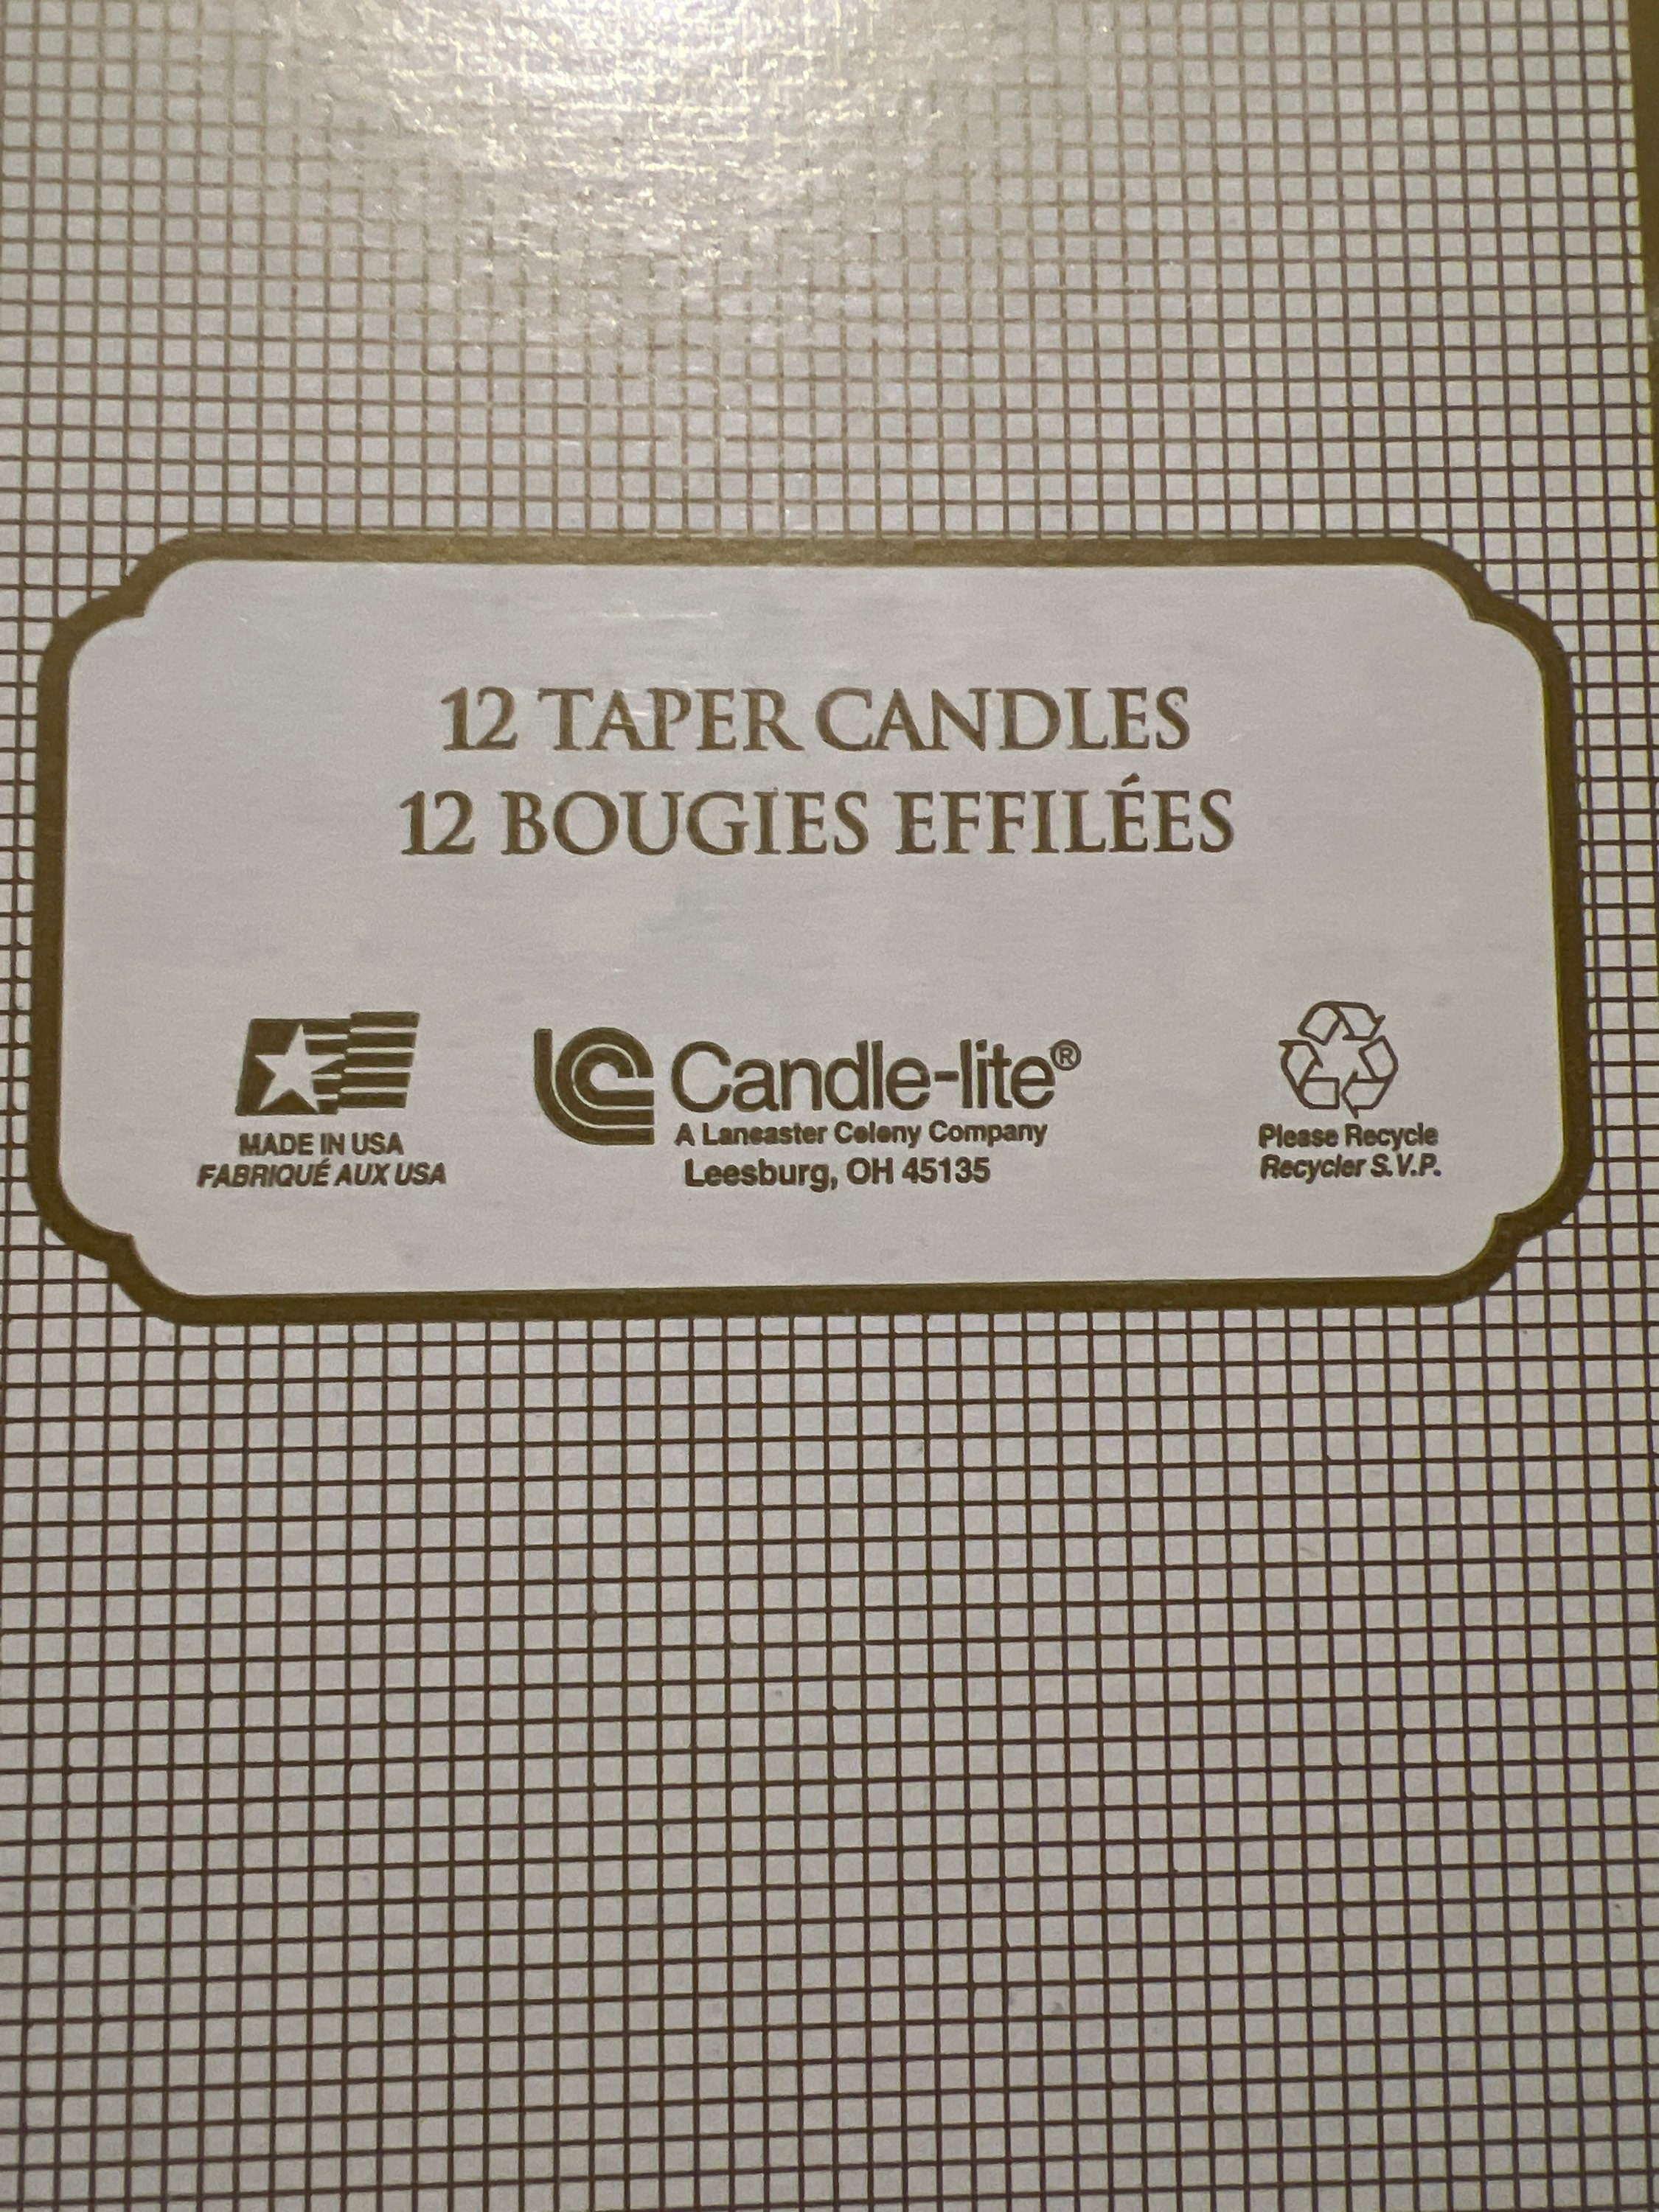 12 TAPER CANDLES
12 BOUGIES EFFILÉES
MADE IN USA
FABRIQUÉ AUX USA
Candle-lite®
A Lancaster Colony Company
Leesburg, OH 45135
Please Recycle
Recycler S.V.P.